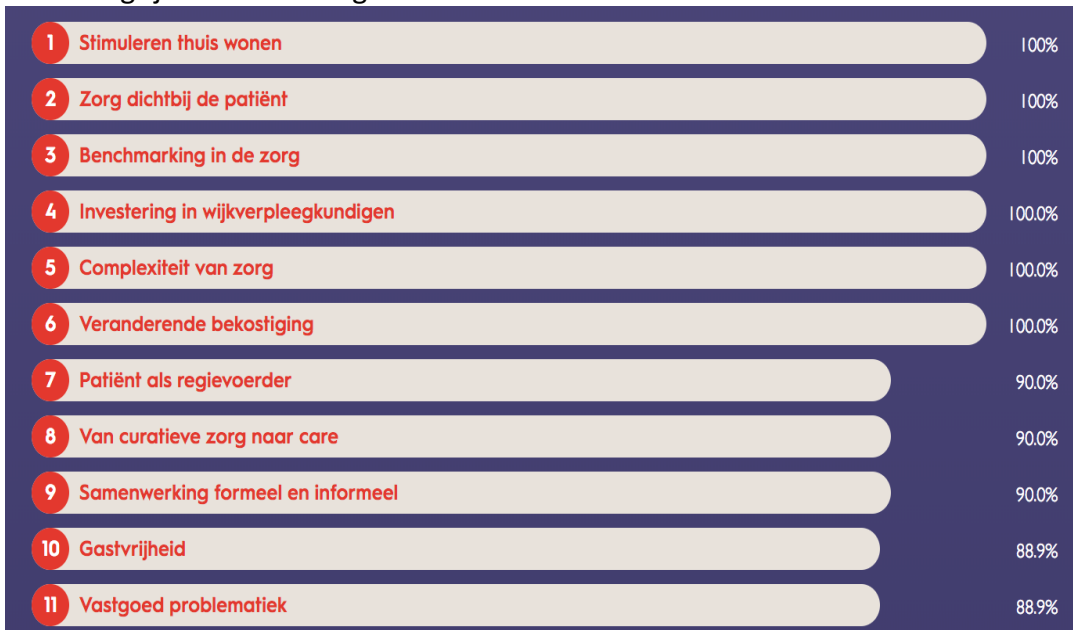 1 Stimuleren thuis wonen 100%
2 Zorg dichtbij de patiënt 100%
3 Benchmarking in de zorg 100%
4 Investering in wijkverpleegkundigen 100.0%
5 Complexiteit van zorg 100.0%
6 Veranderende bekostiging 100.0%
7 Patiënt als regievoerder 90.0%
8 Van curatieve zorg naar care 90.0%
9 Samenwerking formeel en informeel 90.0%
10 Gastvrijheid 88.9%
11 Vastgoed problematiek 88.9%